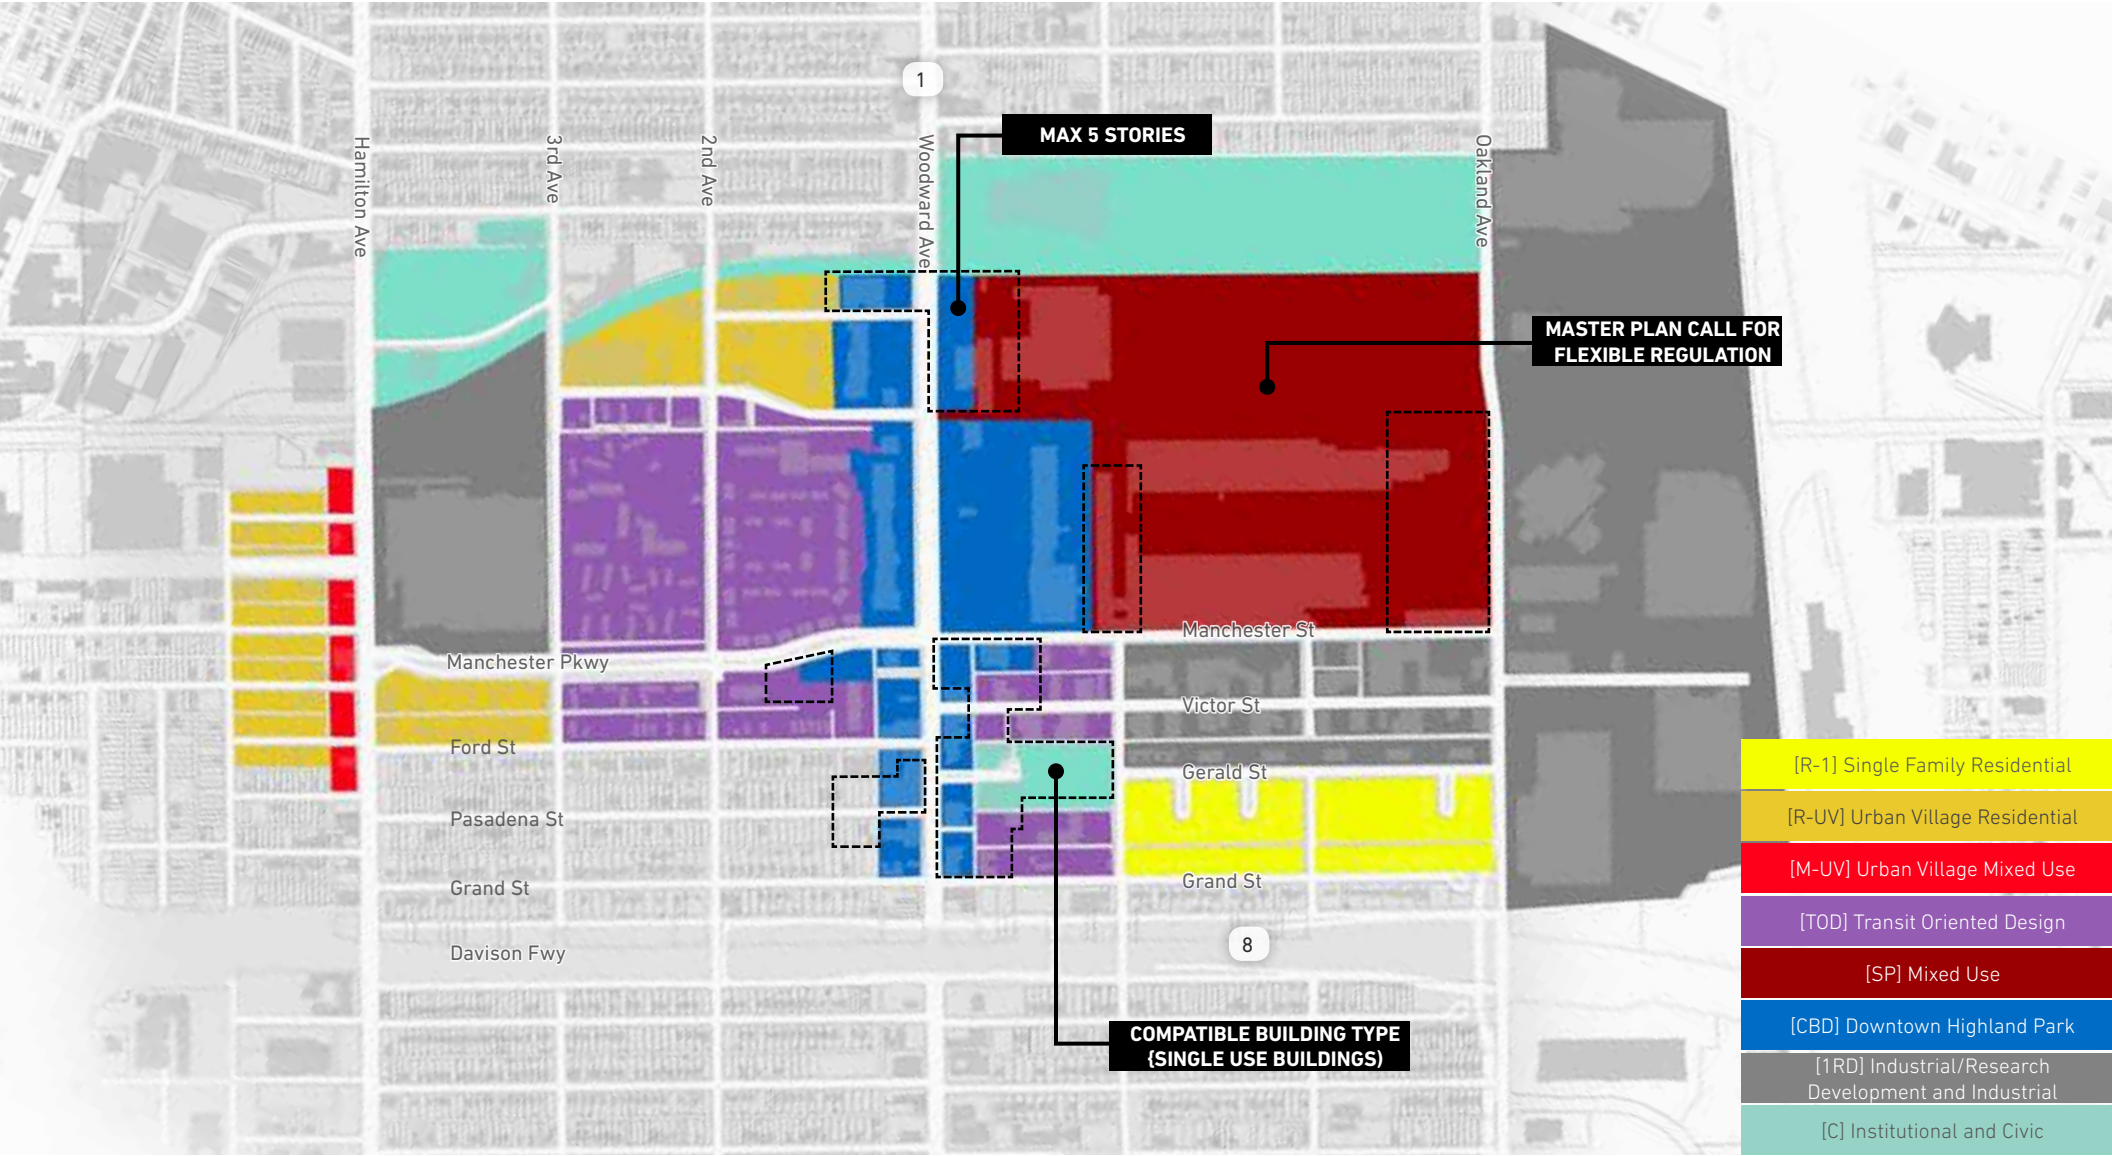 1
MAX 5 STORIES
Hamilton Ave
3rd Ave
2nd Ave
Woodward Ave
Oakland Ave
MASTER PLAN CALL FOR
FLEXIBLE REGULATION
Manchester St
Manchester Pkwy
Victor St
Ford St
Gerald St
Pasadena St
Grand St
Grand St
8
Davison Fwy
COMPATIBLE BUILDING TYPE
{SINGLE USE BUILDINGS)
[R-1] Single Family Residential
[R-UV] Urban Village Residential
[M-UV] Urban Village Mixed Use
[TOD] Transit Oriented Design
[SP] Mixed Use
[CBD] Downtown Highland Park
[1RD] Industrial/Research
Development and Industrial
[C] Institutional and Civic